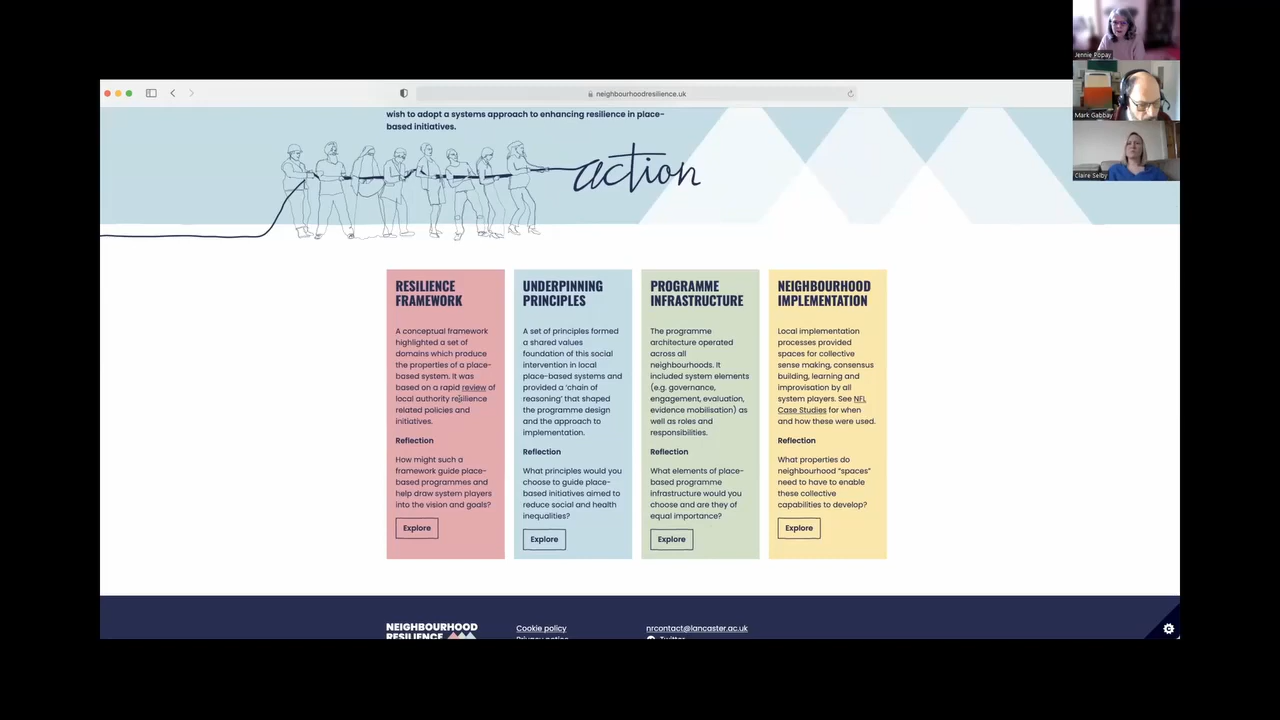 Jennie Popay
Mark Gabbay
Claire Selby
neighbourhoodresilience.uk
wish to adopt a systems approach to enhancing resilience in place-
based initiatives.
action
RESILIENCE
FRAMEWORK
A conceptual framework
highlighted a set of
domains which produce
the properties of a place-
based system. It was
based on a rapid review of
local authority resilience
related policies and
initiatives.
Reflection
How might such a
framework guide place-
based programmes and
help draw system players
into the vision and goals?
Explore
UNDERPINNING
PRINCIPLES
A set of principles formed
a shared values
foundation of this social
intervention in local
place-based systems and
provided a ‘chain of
reasoning’ that shaped
the programme design
and the approach to
implementation.
Reflection
What principles would you
choose to guide place-
based initiatives aimed to
reduce social and health
inequalities?
Explore
PROGRAMME
INFRASTRUCTURE
The programme
architecture operated
across all
neighbourhoods. It
included system elements
(e.g. governance,
engagement, evaluation,
evidence mobilisation) as
well as roles and
responsibilities.
Reflection
What elements of place-
based programme
infrastructure would you
choose and are they of
equal importance?
Explore
NEIGHBOURHOOD
IMPLEMENTATION
Local implementation
processes provided
spaces for collective
sense making, consensus
building, learning and
improvisation by all
system players. See NFL
Case Studies for when
and how these were used.
Reflection
What properties do
neighbourhood “spaces”
need to have to enable
these collective
capabilities to develop?
Explore
NEIGHBOURHOOD
RESILIENCE
Cookie policy
Privacy notice
nrcontact@lancaster.ac.uk
Twitter